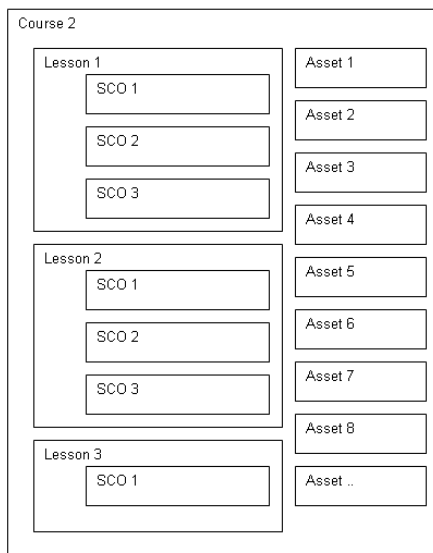 Course 2
Lesson 1
SCO 1
SCO 2
SCO 3
Lesson 2
SCO 1
SCO 2
SCO 3
Lesson 3
SCO 1
Asset 1
Asset 2
Asset 3
Asset 4
Asset 5
Asset 6
Asset 7
Asset 8
Asset ..